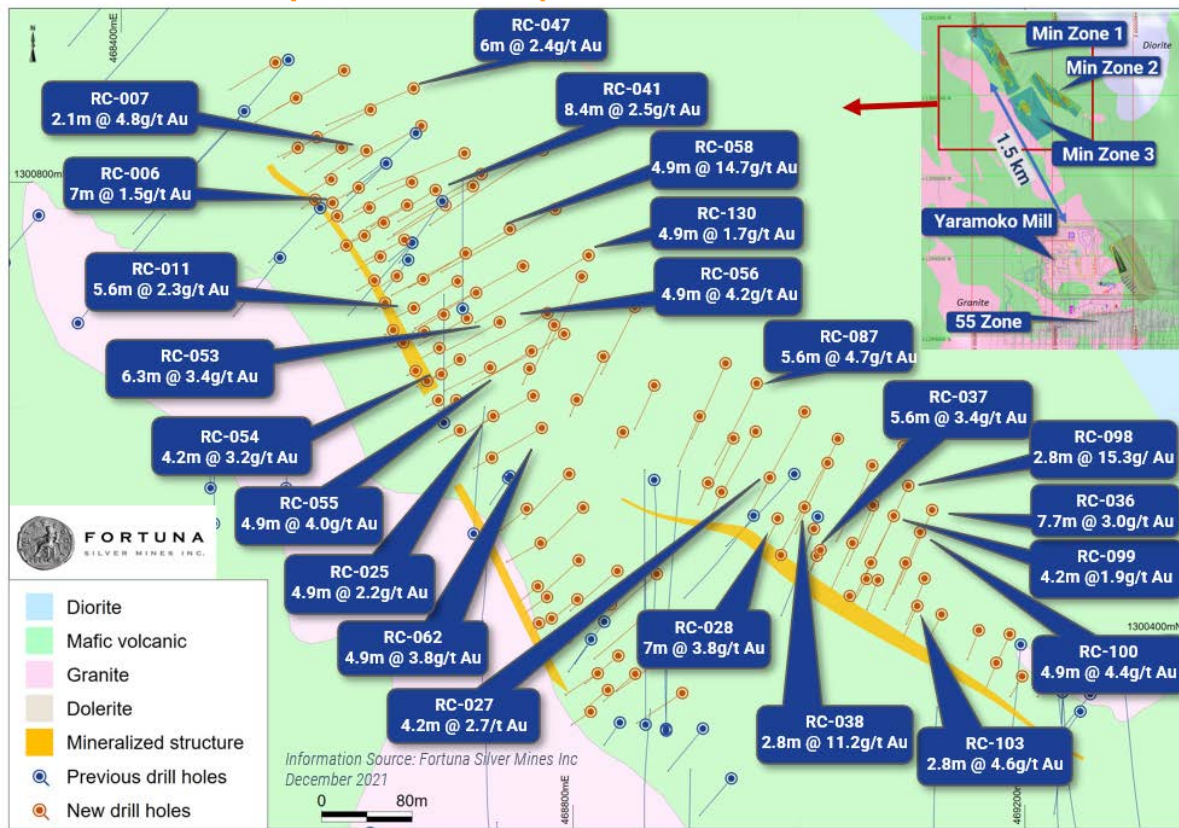 N
468400mE
1300800mN
RC-047
6m @ 2.4g/t Au
RC-007
2.1m @ 4.8g/t Au
RC-041
8.4m @ 2.5g/t Au
RC-006
7m @ 1.5g/t Au
RC-058
4.9m @ 14.7g/t Au
RC-130
4.9m @ 1.7g/t Au
RC-011
5.6m @ 2.3g/t Au
RC-056
4.9m @ 4.2g/t Au
RC-053
6.3m @ 3.4g/t Au
RC-087
5.6m @ 4.7g/t Au
RC-037
5.6m @ 3.4g/t Au
RC-054
4.2m @ 3.2g/t Au
RC-098
2.8m @ 15.3g/ Au
RC-055
4.9m @ 4.0g/t Au
RC-036
7.7m @ 3.0g/t Au
RC-099
4.2m @1.9g/t Au
RC-025
4.9m @ 2.2g/t Au
RC-028
7m @ 3.8g/t Au
RC-062
4.9m @ 3.8g/t Au
1300400mN
RC-100
4.9m @ 4.4g/t Au
RC-027
4.2m @ 2.7/t Au
RC-038
2.8m @ 11.2g/t Au
RC-103
2.8m @ 4.6g/t Au
Min Zone 1
Diorite
Min Zone 2
Min Zone 3
1.5 km
Yaramoko Mill
Granite
55 Zone
FORTUNA
SILVER MINES INC.
Diorite
Mafic volcanic
Granite
Dolerite
Mineralized structure
Previous drill holes
New drill holes
Information Source: Fortuna Silver Mines Inc
December 2021
0 80m
468800mE
469200mE